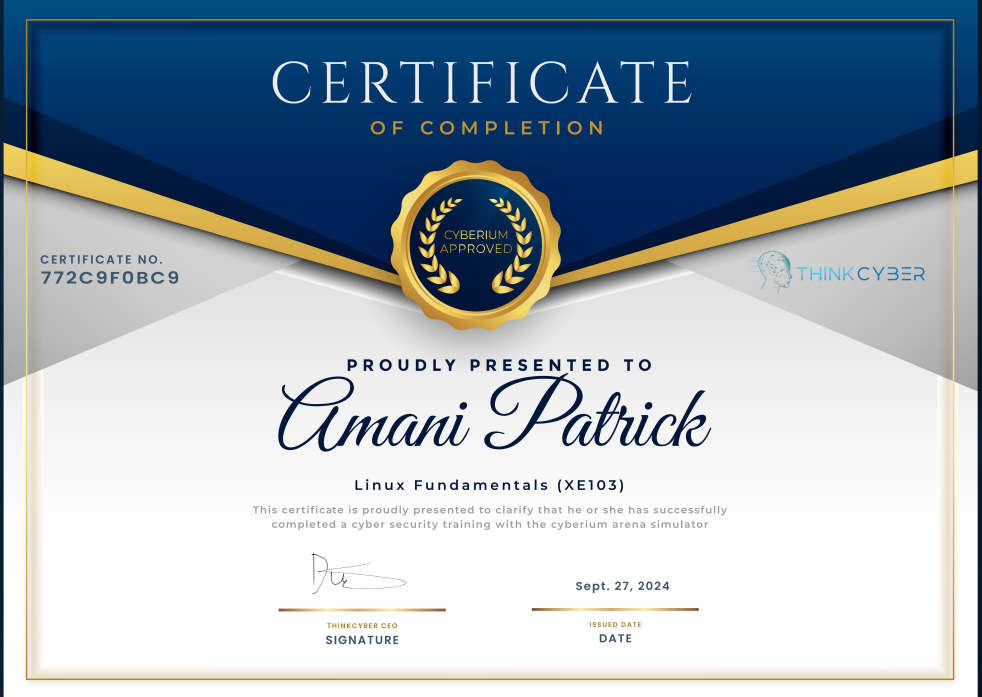 CERTIFICATE
OF COMPLETION
CYBERIUM
APPROVED
CERTIFICATE NO.
772C9F0BC9
THINKCYBER
PROUDLY PRESENTED TO
Amani Patrick
Linux Fundamentals (XE103)
This certificate is proudly presented to clarify that he or she has successfully
completed a cyber security training with the cyberium arena simulator
Sept. 27, 2024
THINKCYBER CEO
SIGNATURE
ISSUED DATE
DATE